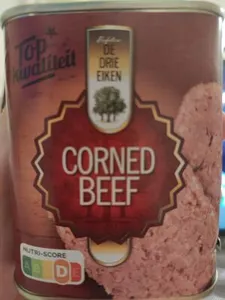 Top
kwaliteit
DE
DRIE
EIKEN
CORNED
BEEF
NUTRI-SCORE
A B C D E